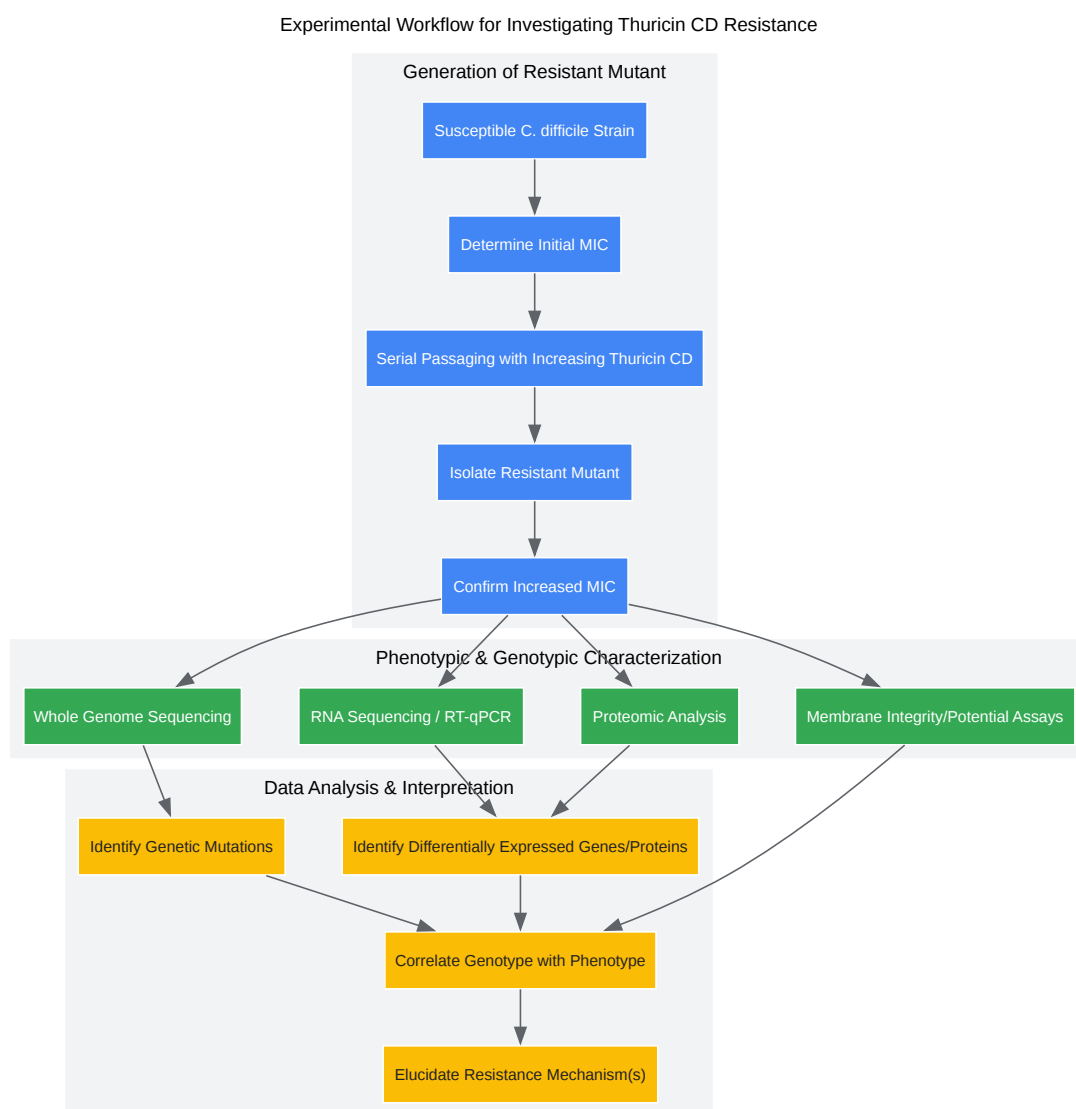 Experimental Workflow for Investigating Thuricin CD Resistance
Generation of Resistant Mutant
Susceptible C. difficile Strain
Determine Initial MIC
Serial Passaging with Increasing Thuricin CD
Isolate Resistant Mutant
Confirm Increased MIC
Phenotypic & Genotypic Characterization
Whole Genome Sequencing
RNA Sequencing / RT-qPCR
Proteomic Analysis
Membrane Integrity/Potential Assays
Data Analysis & Interpretation
Identify Genetic Mutations
Identify Differentially Expressed Genes/Proteins
Correlate Genotype with Phenotype
Elucidate Resistance Mechanism(s)